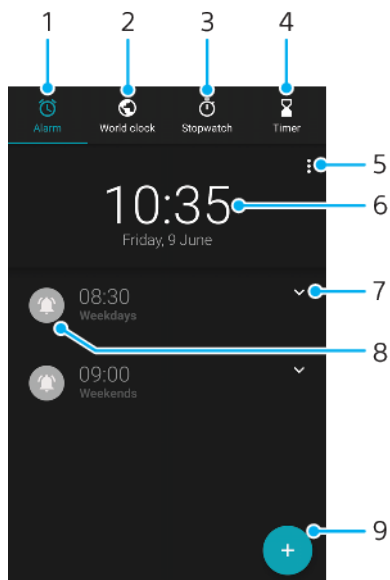 1 2 3 4
Alarm World clock Stopwatch Timer
5
10:35 6
Friday, 9 June
08:30 7
Weekdays
8
09:00
Weekends
9
+